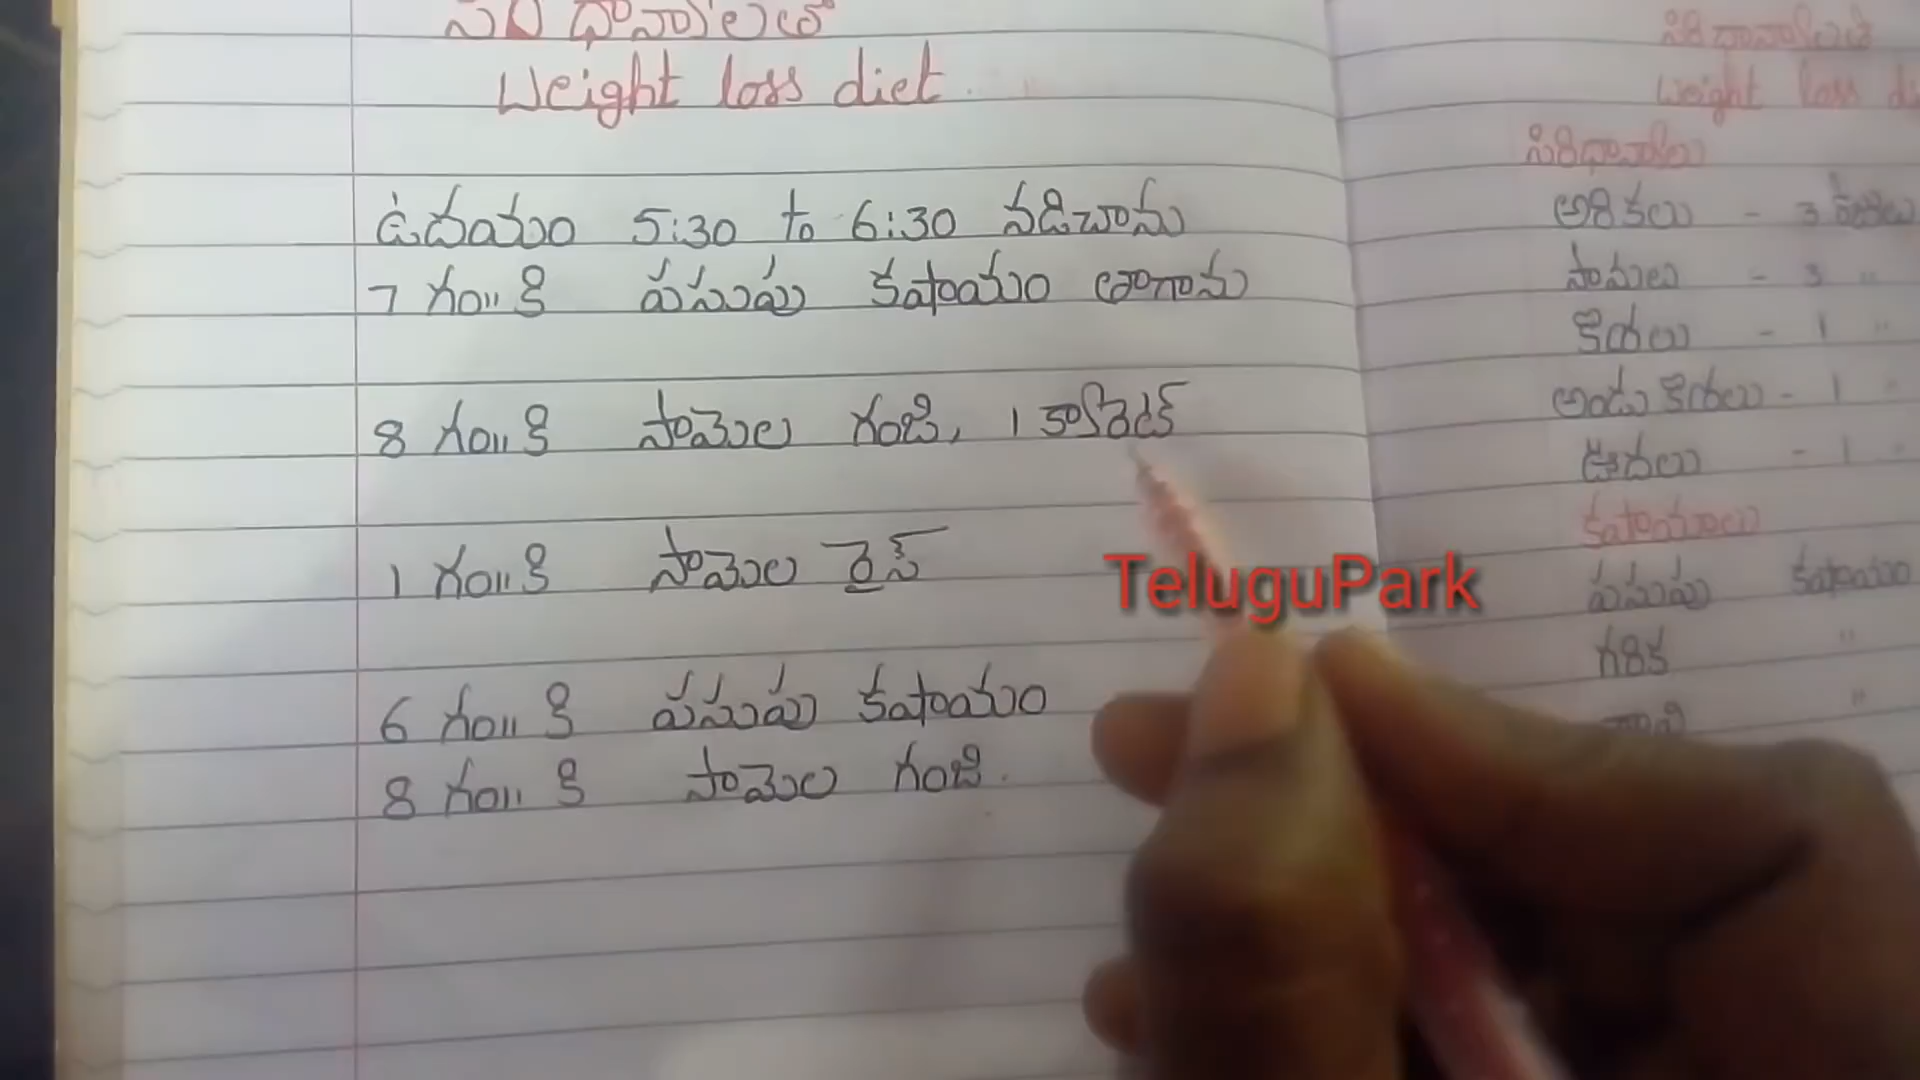 సిరి ధాన్యాలతో
Weight loss diet
ఉదయం 5:30 to 6:30 నడిచాను
7 గం॥కి పసుపు కషాయం త్రాగాను
8 గం॥కి సామల గంజి, 1 క్యారెట్
1 గం॥కి సామల రైస్
6 గం॥కి పసుపు కషాయం
8 గం॥కి సామల గంజి
TeluguPark
సిరిధాన్యాలతో
Weight loss
సిరిధాన్యాలు
అరికలు - 3
సామలు - 3 "
కొర్రలు - 1 "
అండు కొర్రలు - 1
ఊదలు - 1
కషాయాలు
పసుపు కషాయం
గరిక "